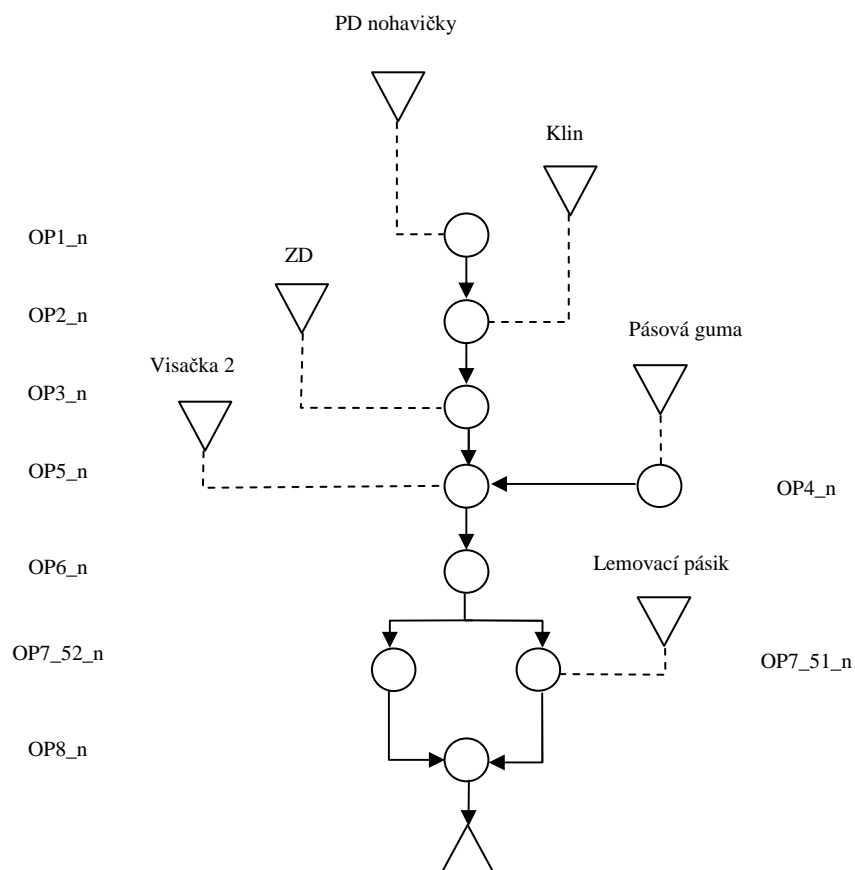 PD nohavičky
Klin
OP1_n
ZD
OP2_n
Pásová guma
Visačka 2
OP3_n
OP5_n
OP4_n
OP6_n
Lemovací pásik
OP7_52_n
OP7_51_n
OP8_n